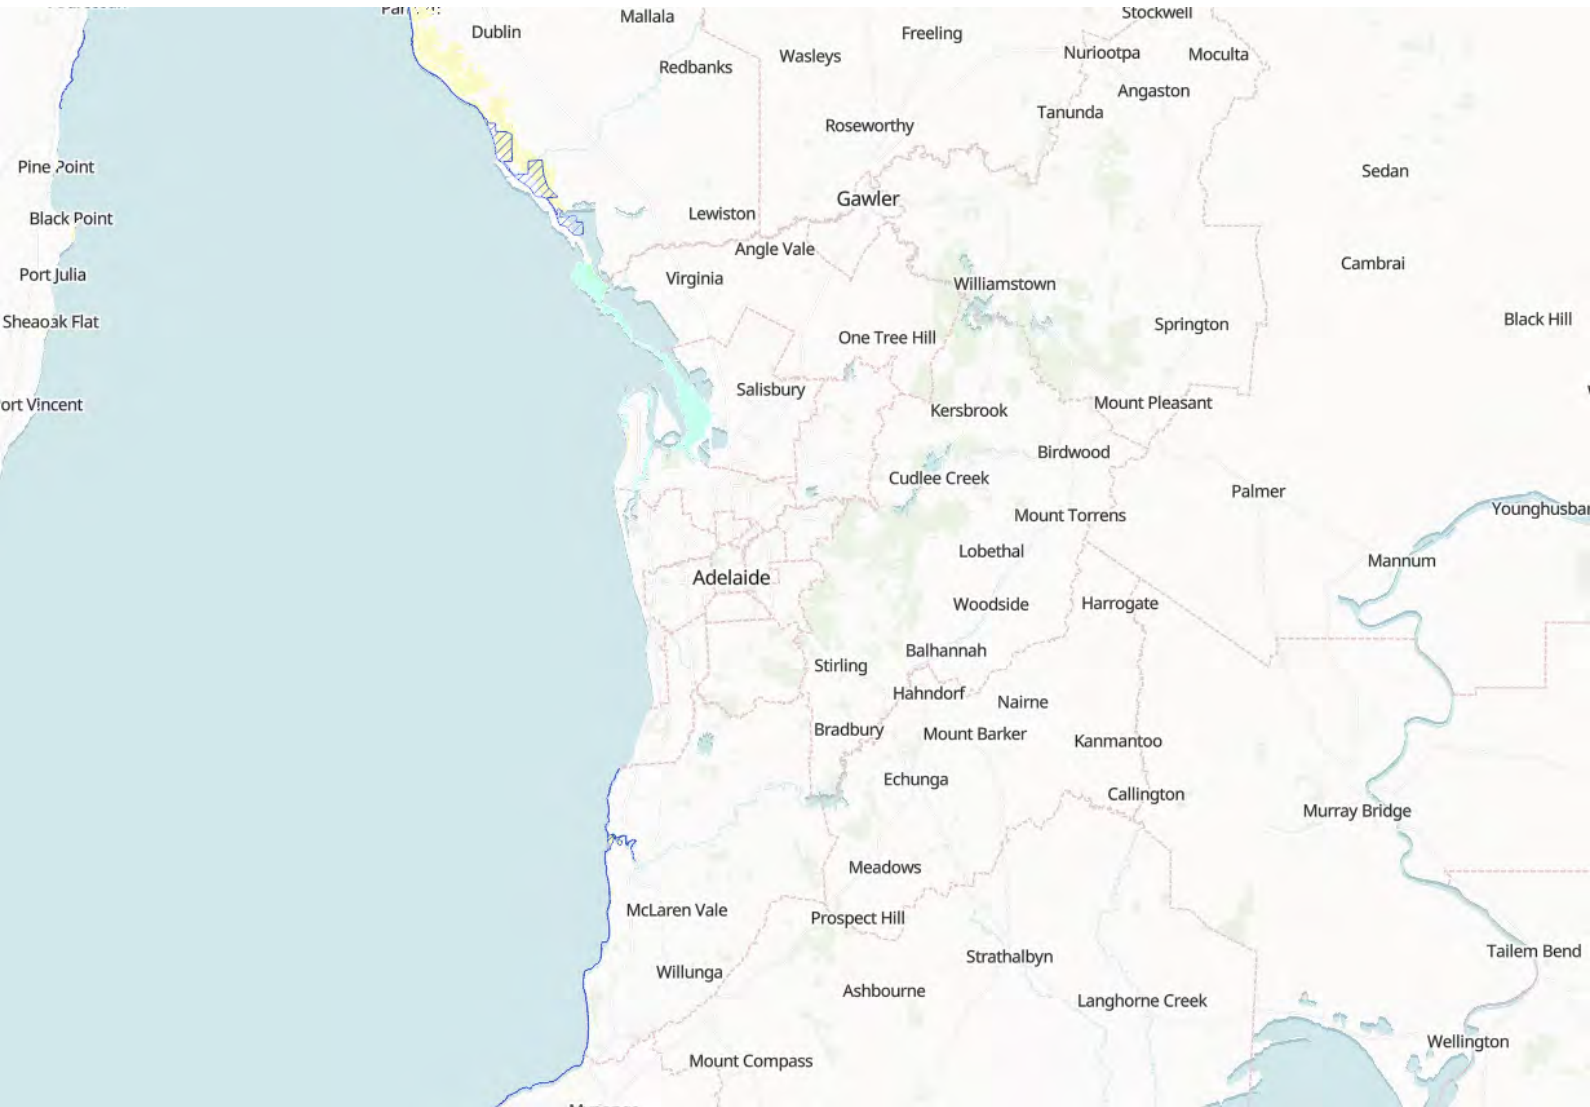 Stockwell
Mallala
Dublin
Freeling
Wasleys
Nuriootpa
Moculta
Redbanks
Angaston
Tanunda
Roseworthy
Pine Point
Sedan
Gawler
Lewiston
Black Point
Angle Vale
Cambrai
Port Julia
Virginia
Williamstown
Sheaoak Flat
Springton
Black Hill
One Tree Hill
Salisbury
ort Vincent
Kersbrook
Mount Pleasant
Birdwood
Cudlee Creek
Palmer
Younghusbar
Mount Torrens
Lobethal
Mannum
Adelaide
Woodside
Harrogate
Balhannah
Stirling
Hahndorf
Nairne
Bradbury
Mount Barker
Kanmantoo
Echunga
Callington
Murray Bridge
Meadows
McLaren Vale
Prospect Hill
Tailem Bend
Strathalbyn
Willunga
Ashbourne
Langhorne Creek
Wellington
Mount Compass